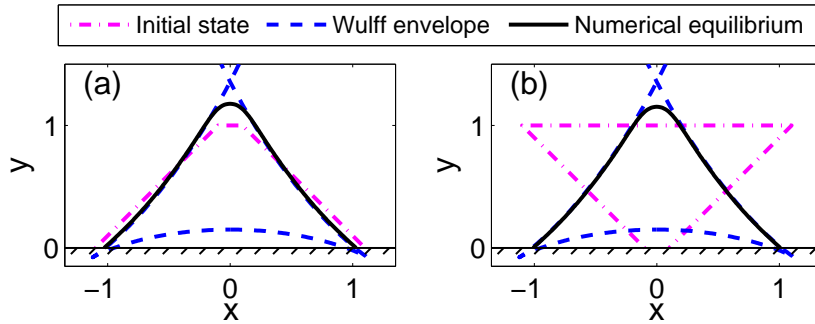 Initial state Wulff envelope Numerical equilibrium
(a) (b)
1 1
y y
0 0
−1 0 1 −1 0 1
x x